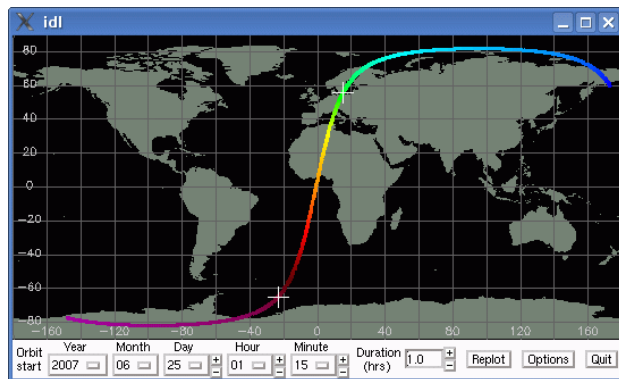 idl
80
60
40
20
0
−20
−40
−60
−80
−160 −120 −80 −40 0 40 80 120 160
Orbit start
Year Month Day Hour Minute Duration (hrs)
2007 06 25 01 15 1.0
+ − + − + − + −
Replot Options Quit